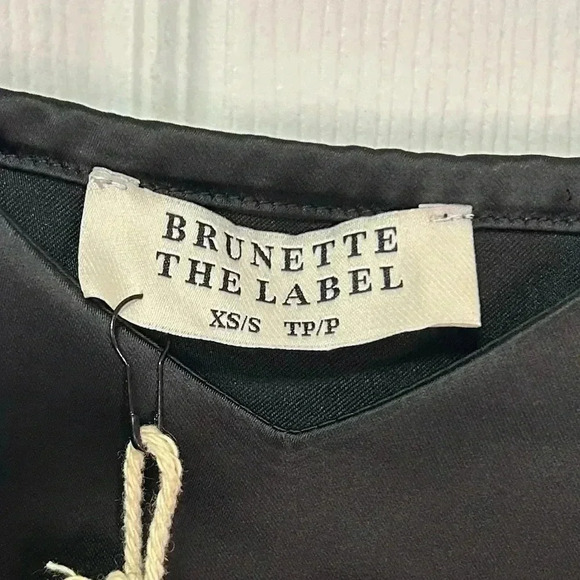 BRUNETTE
THE LABEL
XS/S TP/P